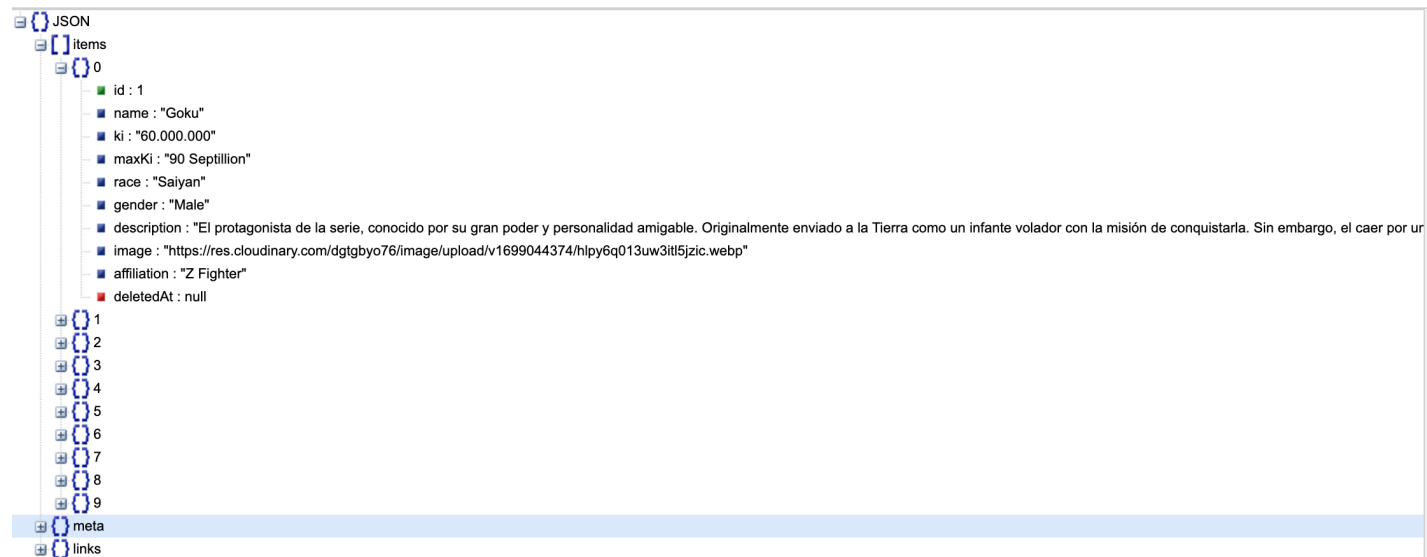 JSON
items
0
id : 1
name : "Goku"
ki : "60.000.000"
maxKi : "90 Septillion"
race : "Saiyan"
gender : "Male"
description : "El protagonista de la serie, conocido por su gran poder y personalidad amigable. Originalmente enviado a la Tierra como un infante volador con la misión de conquistarla. Sin embargo, el caer por ur
image : "https://res.cloudinary.com/dgtgbyo76/image/upload/v1699044374/hlpy6q013uw3itl5jzic.webp"
affiliation : "Z Fighter"
deletedAt : null
1
2
3
4
5
6
7
8
9
meta
links